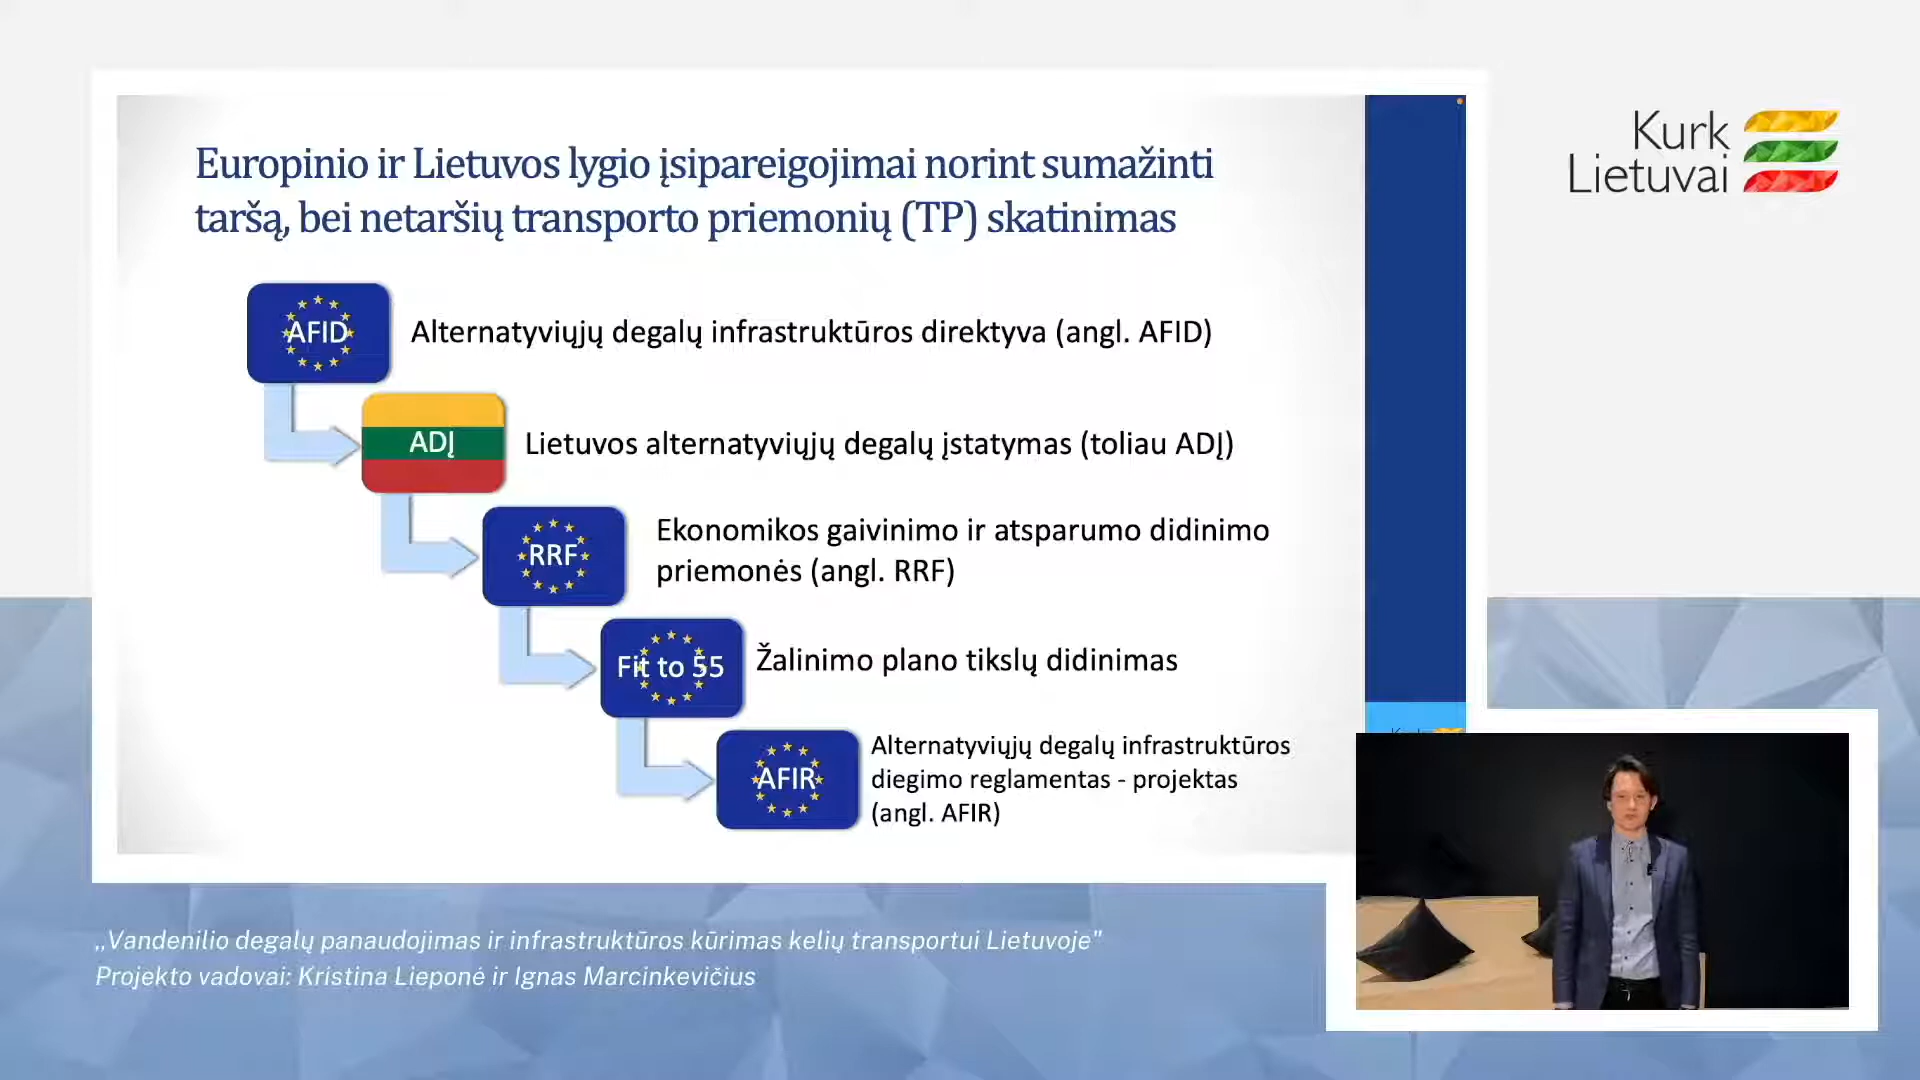 Kurk
Lietuvai
Europinio ir Lietuvos lygio įsipareigojimai norint sumažinti
taršą, bei netaršių transporto priemonių (TP) skatinimas
AFID
Alternatyviųjų degalų infrastruktūros direktyva (angl. AFID)
ADĮ
Lietuvos alternatyviųjų degalų įstatymas (toliau ADĮ)
RRF
Ekonomikos gaivinimo ir atsparumo didinimo
priemonės (angl. RRF)
Fit to 55
Žalinimo plano tikslų didinimas
AFIR
Alternatyviųjų degalų infrastruktūros
diegimo reglamentas - projektas
(angl. AFIR)
,,Vandenilio degalų panaudojimas ir infrastruktūros kūrimas kelių transportui Lietuvoje"
Projekto vadovai: Kristina Lieponė ir Ignas Marcinkevičius